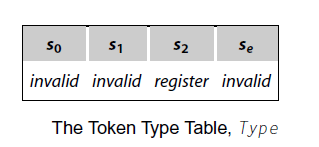 s0 s1 s2 se
invalid invalid register invalid
The Token Type Table, Type